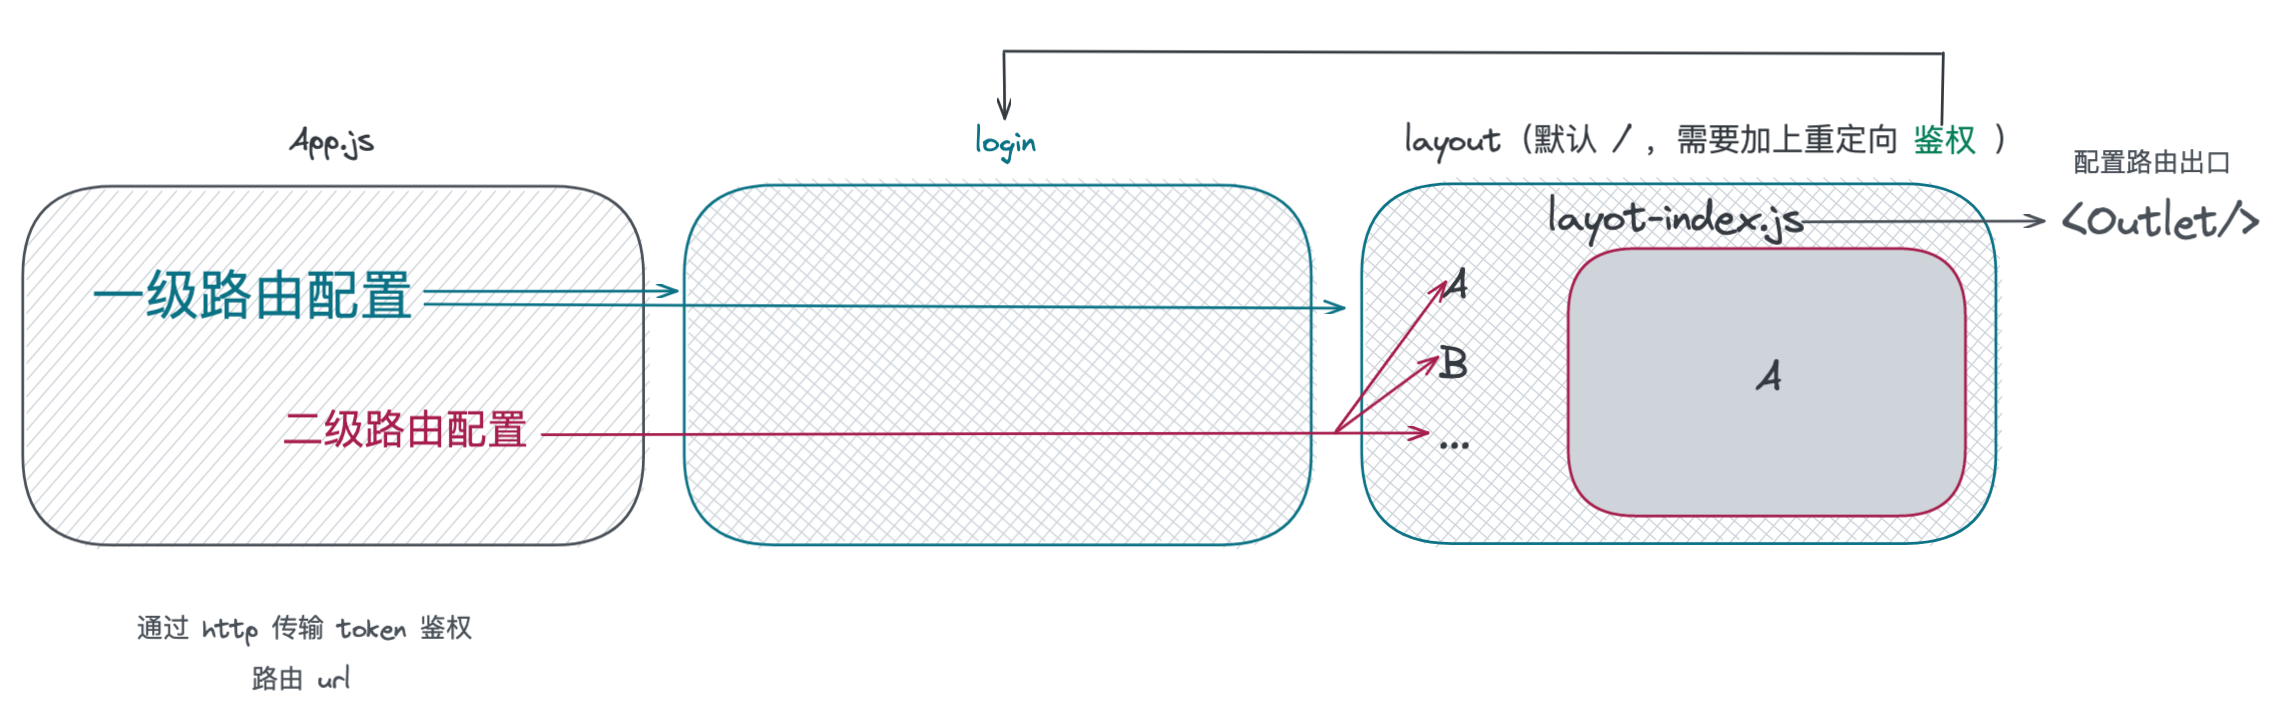 App.js
login
layout（默认 /，需要加上重定向 鉴权 ）
配置路由出口
layot-index.js
<Outlet/>
一级路由配置
A
B
A
二级路由配置
...
通过 http 传输 token 鉴权
路由 url